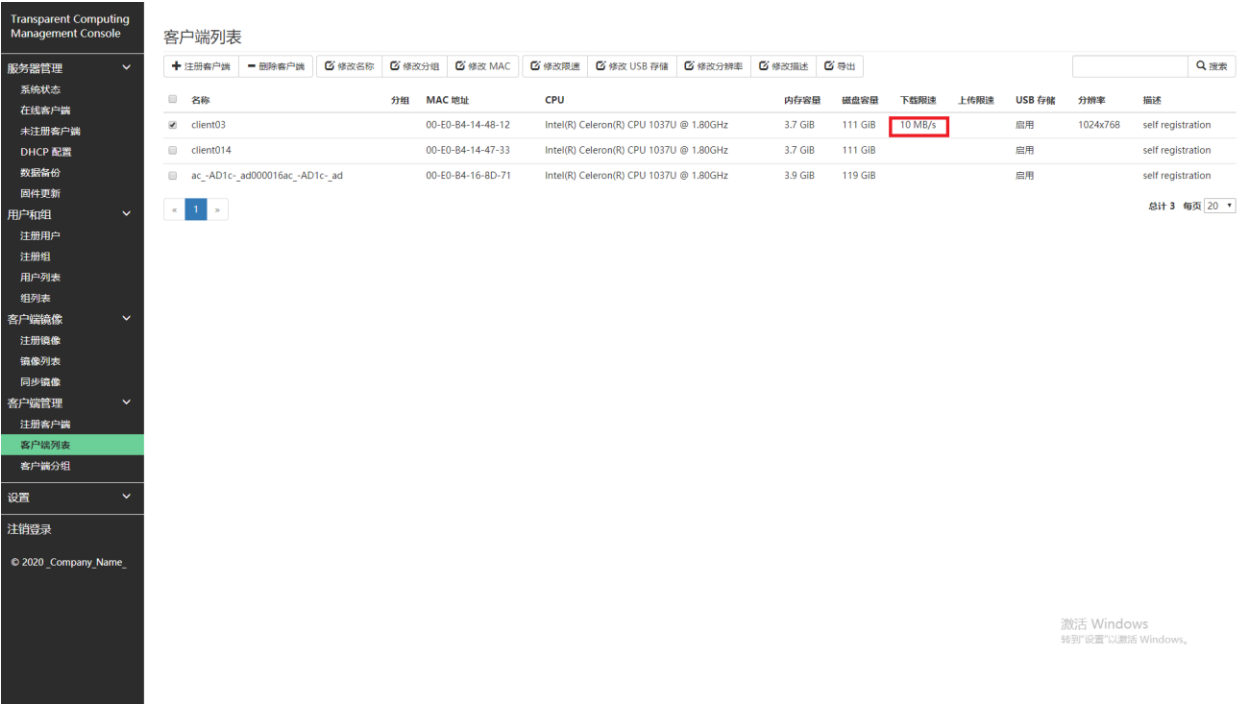 Transparent Computing
Management Console
服务器管理
系统状态
在线客户端
未注册客户端
DHCP 配置
数据备份
固件更新
用户和组
注册用户
注册组
用户列表
组列表
客户端镜像
注册镜像
镜像列表
同步镜像
客户端管理
注册客户端
客户端列表
客户端分组
设置
注销登录
© 2020 _Company_Name_
客户端列表
注册客户端 删除客户端 修改名称 修改分组 修改 MAC 修改限速 修改 USB 存储 修改分辨率 修改描述 导出 搜索
名称 分组 MAC 地址 CPU 内存容量 磁盘容量 下载限速 上传限速 USB 存储 分辨率 描述
client03 00-E0-B4-14-48-12 Intel(R) Celeron(R) CPU 1037U @ 1.80GHz 3.7 GiB 111 GiB 10 MB/s 启用 1024x768 self registration
client014 00-E0-B4-14-47-33 Intel(R) Celeron(R) CPU 1037U @ 1.80GHz 3.7 GiB 111 GiB 启用 self registration
ac_-AD1c-_ad000016ac_-AD1c-_ad 00-E0-B4-16-8D-71 Intel(R) Celeron(R) CPU 1037U @ 1.80GHz 3.9 GiB 119 GiB 启用 self registration
« 1 » 总计 3 每页 20
激活 Windows
转到"设置"以激活 Windows。